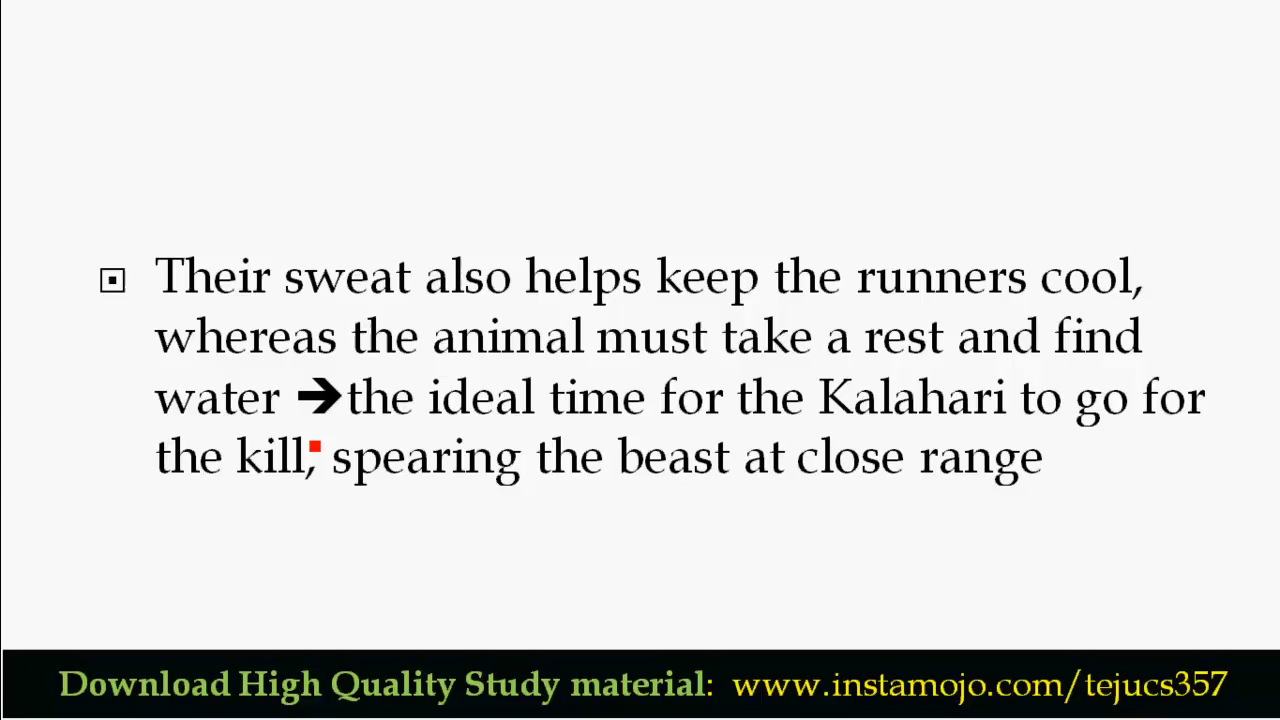 Their sweat also helps keep the runners cool,
whereas the animal must take a rest and find
water ➔the ideal time for the Kalahari to go for
the kill, spearing the beast at close range
Download High Quality Study material: www.instamojo.com/tejucs357